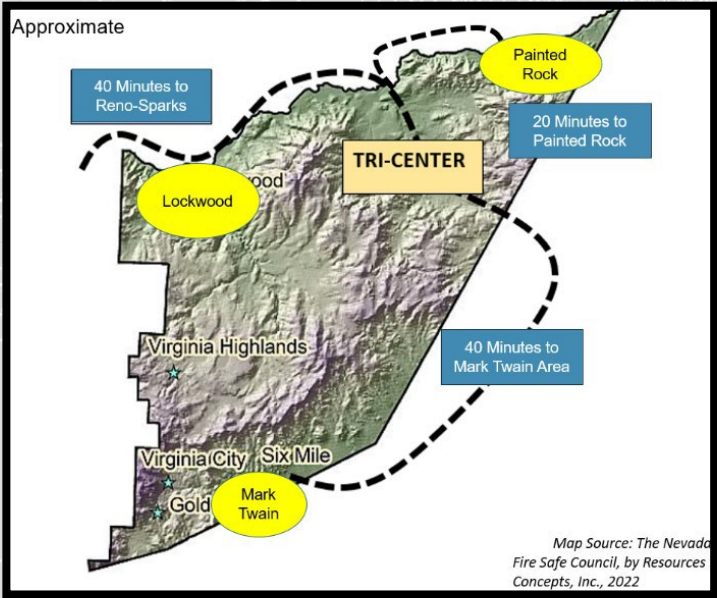 Approximate
Painted
Rock
40 Minutes to
Reno-Sparks
20 Minutes to
Painted Rock
TRI-CENTER
ood
Lockwood
Virginia Highlands
40 Minutes to
Mark Twain Area
Virginia City
Six Mile
Gold
Mark
Twain
Map Source: The Nevada
Fire Safe Council, by Resources
Concepts, Inc., 2022